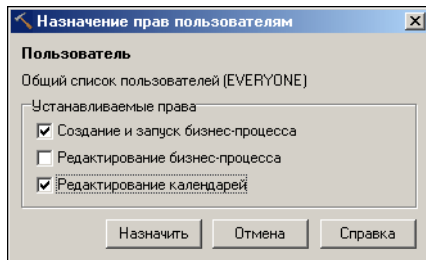 Назначение прав пользователям
Пользователь
Общий список пользователей (EVERYONE)
Устанавливаемые права
Создание и запуск бизнес-процесса
Редактирование бизнес-процесса
Редактирование календарей
Назначить Отмена Справка